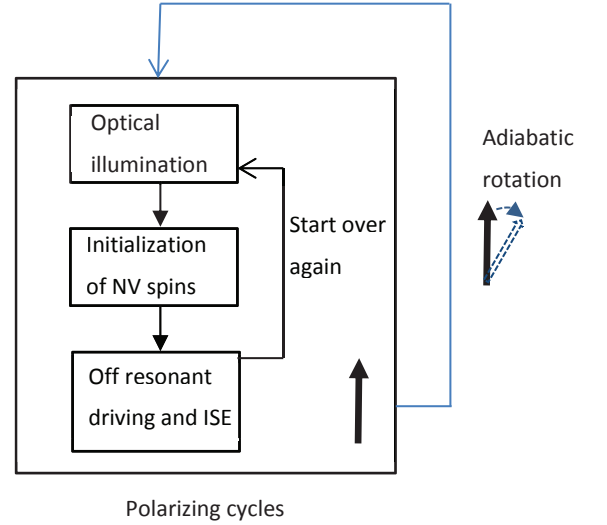 Optical
illumination
Initialization
of NV spins
Off resonant
driving and ISE
Start over
again
Adiabatic
rotation
Polarizing cycles